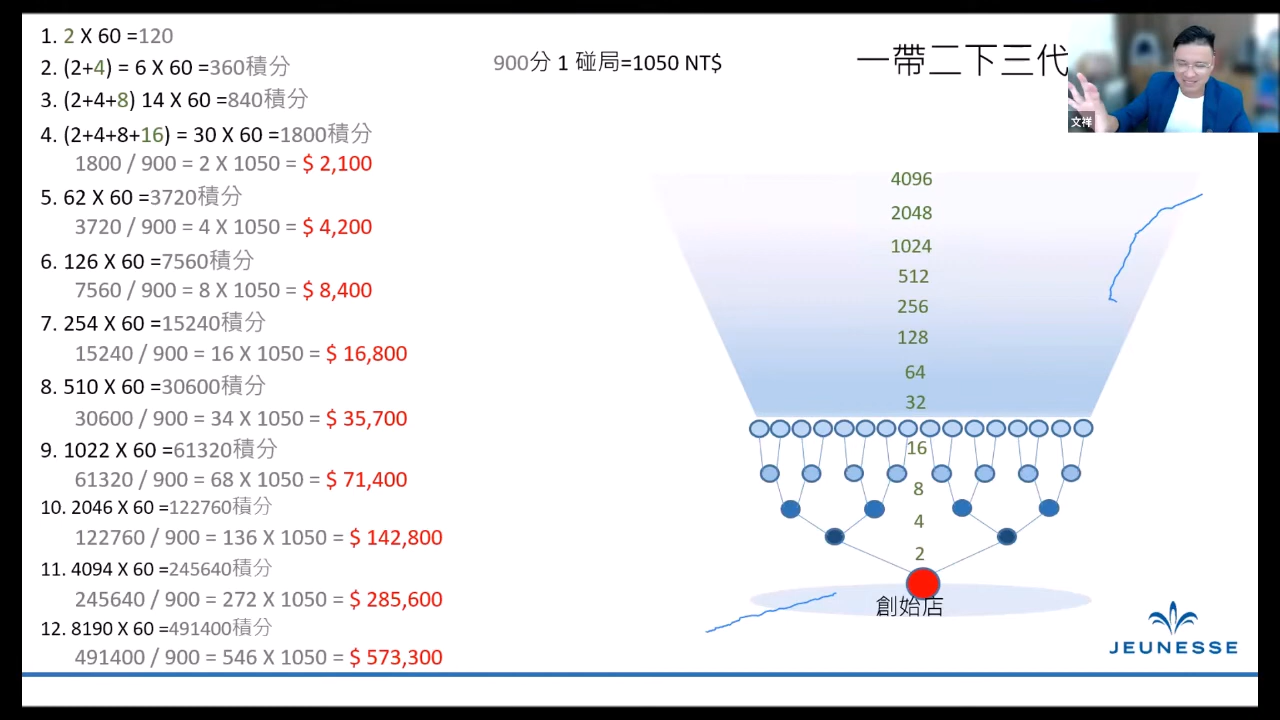 1. 2 X 60 =120
2. (2+4) = 6 X 60 =360積分
3. (2+4+8) 14 X 60 =840積分
4. (2+4+8+16) = 30 X 60 =1800積分
1800 / 900 = 2 X 1050 = $ 2,100
5. 62 X 60 =3720積分
3720 / 900 = 4 X 1050 = $ 4,200
6. 126 X 60 =7560積分
7560 / 900 = 8 X 1050 = $ 8,400
7. 254 X 60 =15240積分
15240 / 900 = 16 X 1050 = $ 16,800
8. 510 X 60 =30600積分
30600 / 900 = 34 X 1050 = $ 35,700
9. 1022 X 60 =61320積分
61320 / 900 = 68 X 1050 = $ 71,400
10. 2046 X 60 =122760積分
122760 / 900 = 136 X 1050 = $ 142,800
11. 4094 X 60 =245640積分
245640 / 900 = 272 X 1050 = $ 285,600
12. 8190 X 60 =491400積分
491400 / 900 = 546 X 1050 = $ 573,300
900分 1 碰局=1050 NT$
一帶二下三代
文祥
4096
2048
1024
512
256
128
64
32
16
8
4
2
創始店
JEUNESSE